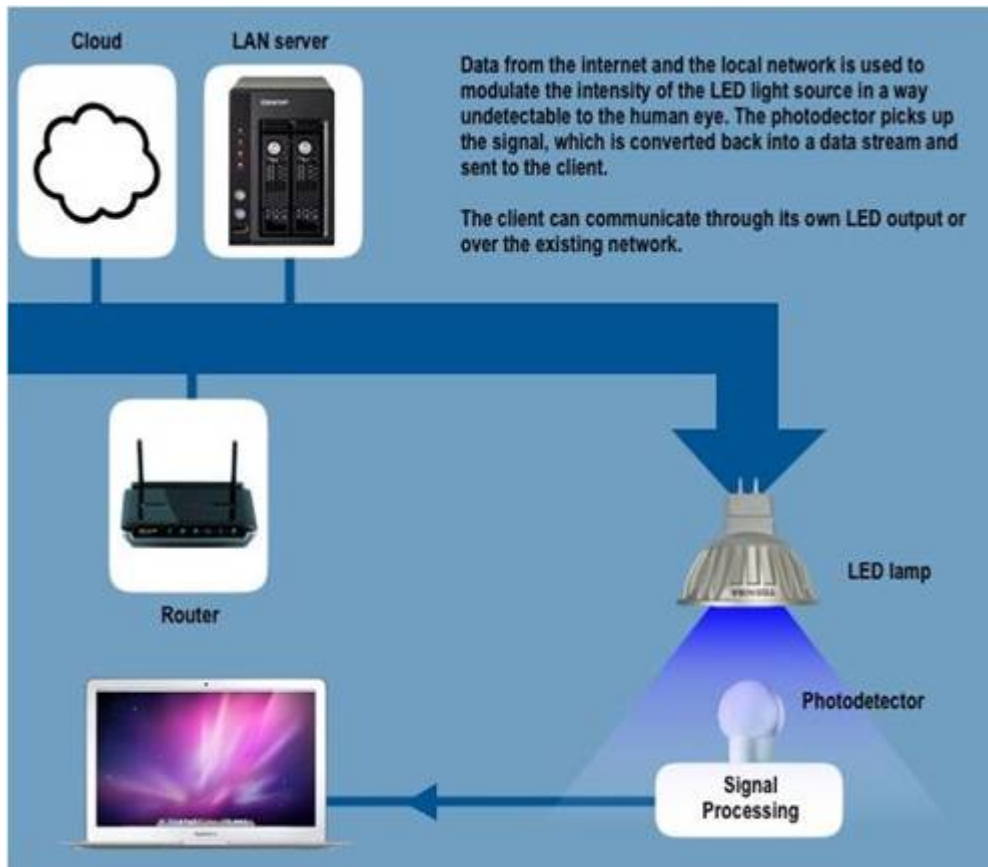 Cloud
LAN server
Data from the internet and the local network is used to
modulate the intensity of the LED light source in a way
undetectable to the human eye. The photodector picks up
the signal, which is converted back into a data stream and
sent to the client.
The client can communicate through its own LED output or
over the existing network.
Router
LED lamp
Photodetector
Signal
Processing